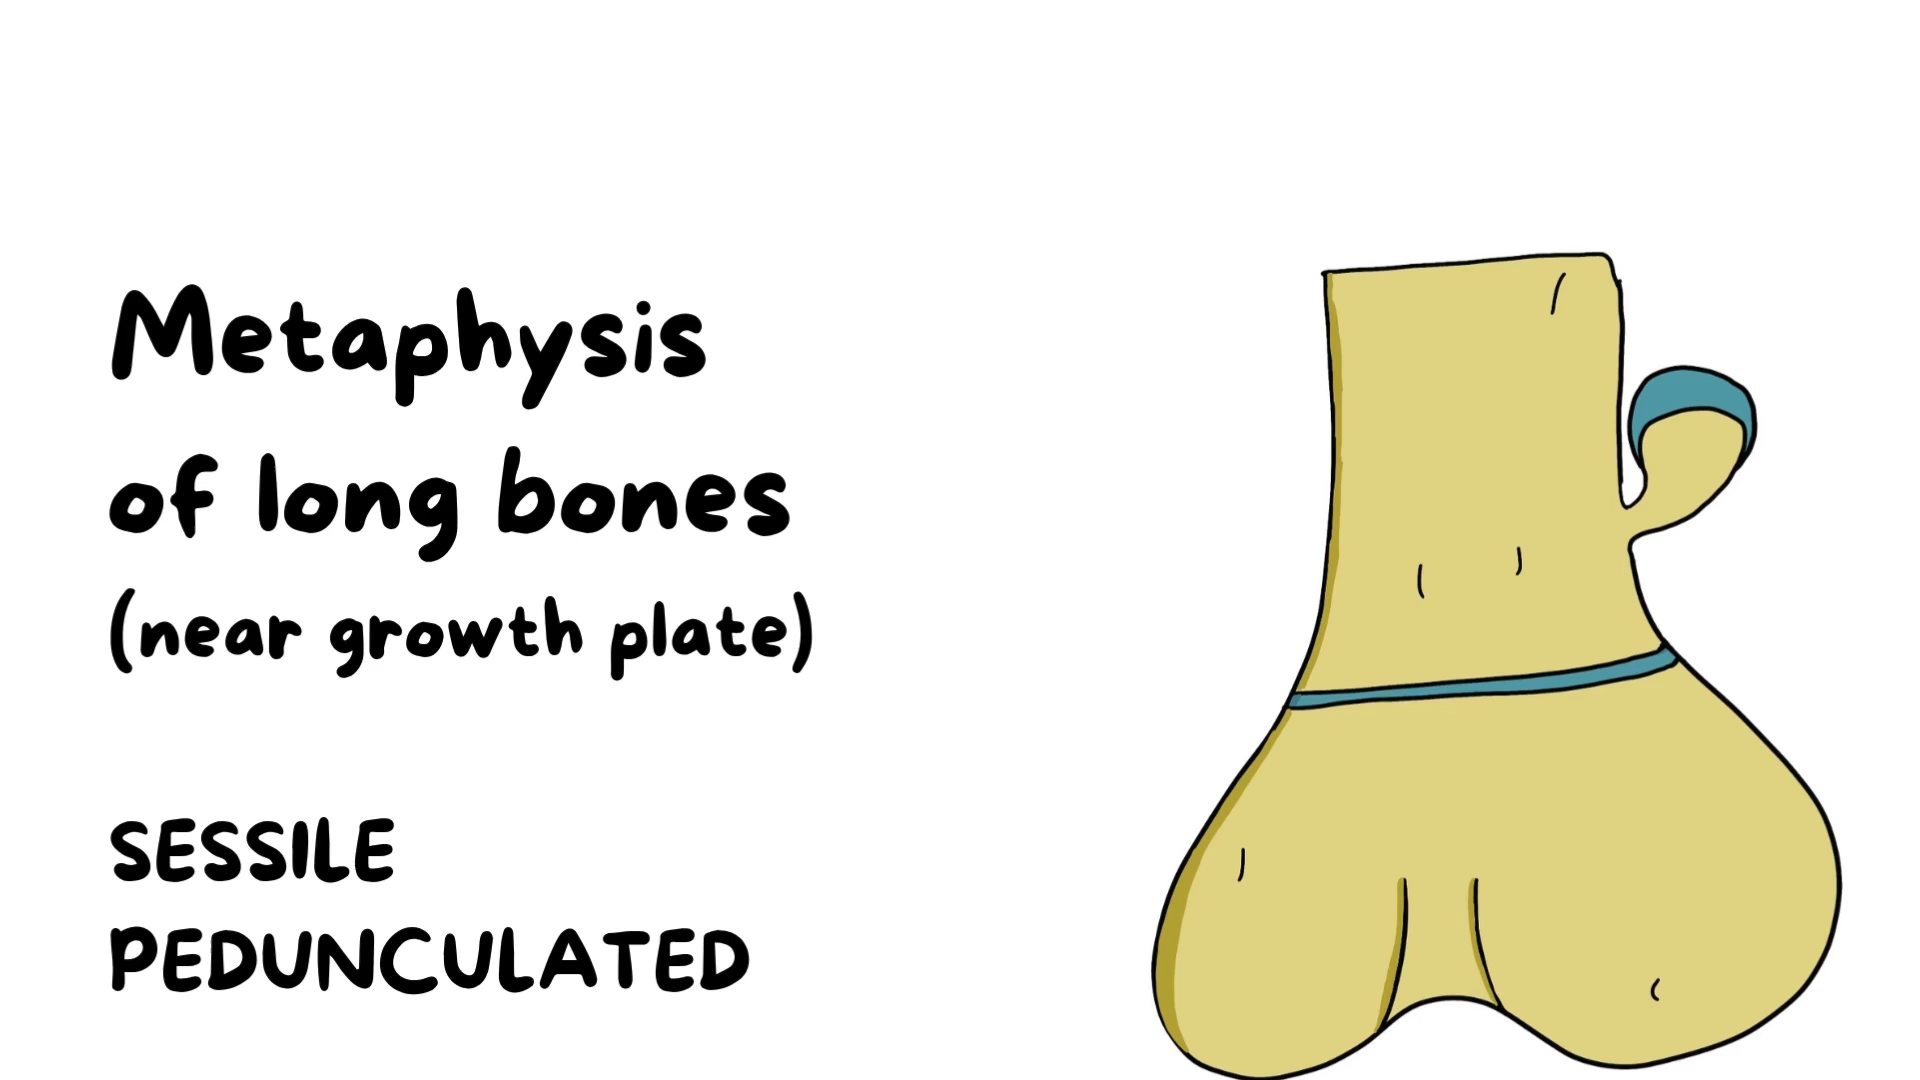 Metaphysis
of long bones
(near growth plate)
SESSILE
PEDUNCULATED